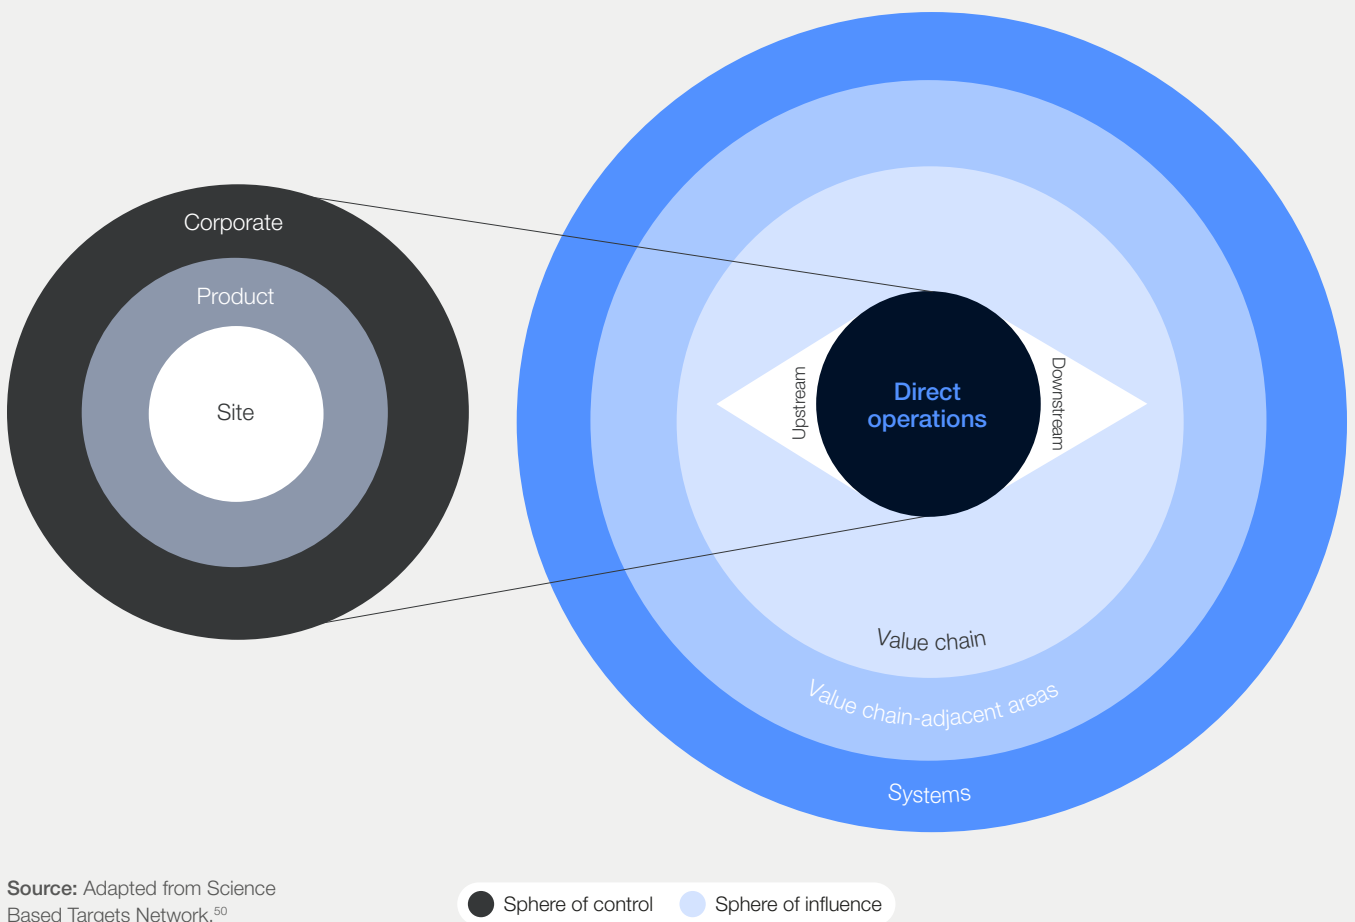 Corporate
Product
Site
Upstream
Direct
operations
Downstream
Value chain
Value chain-adjacent areas
Systems
Source: Adapted from Science
Based Targets Network.50
Sphere of control
Sphere of influence